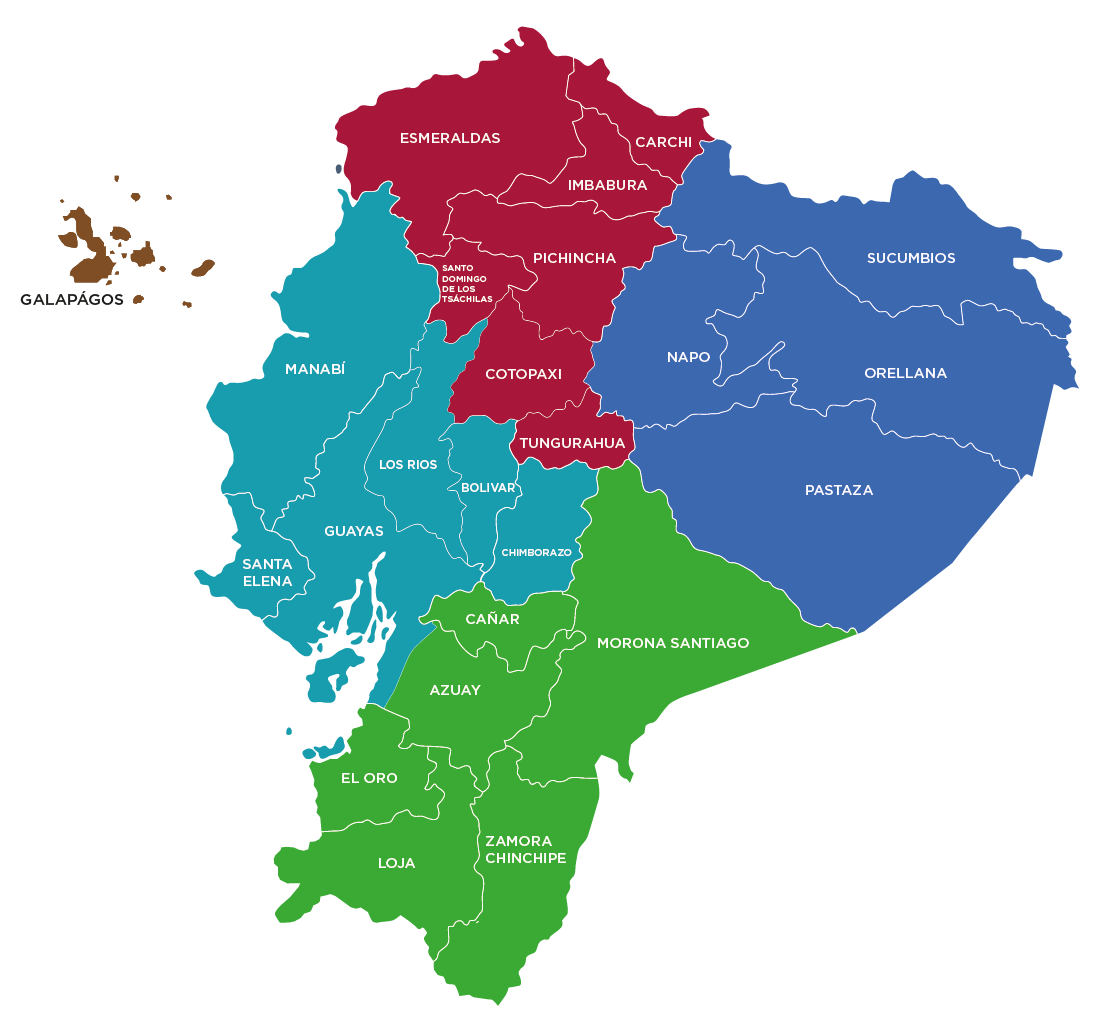 ESMERALDAS
CARCHI
IMBABURA
PICHINCHA
SUCUMBIOS
SANTO
DOMINGO
DE LOS
TSÁCHILAS
GALAPÁGOS
MANABÍ
NAPO
COTOPAXI
ORELLANA
TUNGURAHUA
LOS RIOS
BOLIVAR
PASTAZA
GUAYAS
CHIMBORAZO
SANTA
ELENA
CAÑAR
MORONA SANTIAGO
AZUAY
EL ORO
ZAMORA
CHINCHIPE
LOJA